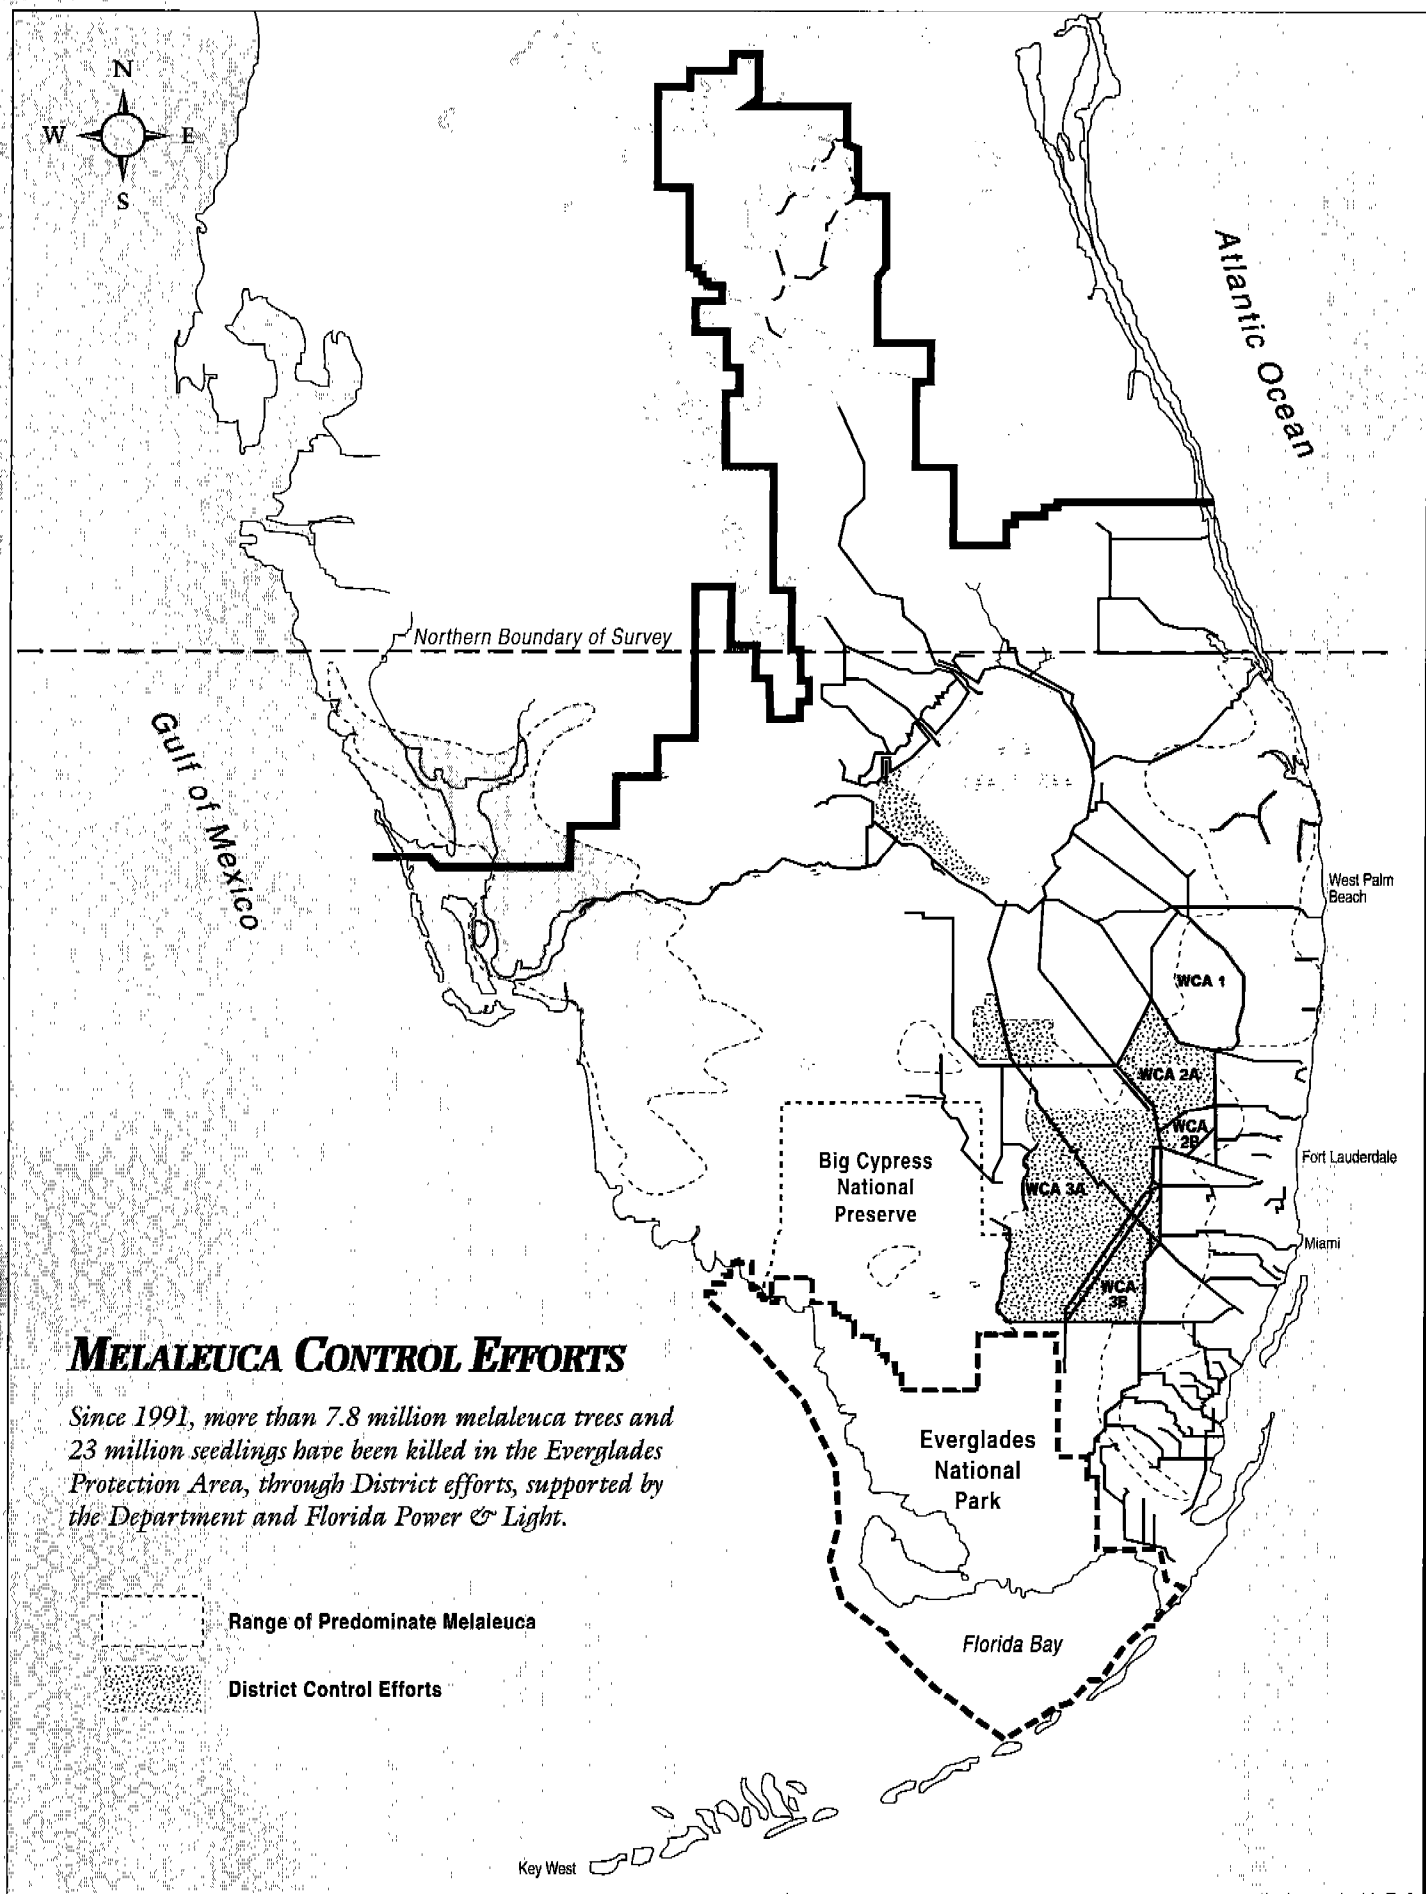 N
W E
S
Atlantic Ocean
Northern Boundary of Survey
Gulf of Mexico
West Palm
Beach
WCA 1
WCA 2A
WCA
2B
Fort Lauderdale
Big Cypress
National
Preserve
WCA 3A
Miami
WCA
3B
MELALEUCA CONTROL EFFORTS
Since 1991, more than 7.8 million melaleuca trees and
23 million seedlings have been killed in the Everglades
Protection Area, through District efforts, supported by
the Department and Florida Power & Light.
Everglades
National
Park
Range of Predominate Melaleuca
Florida Bay
District Control Efforts
Key West